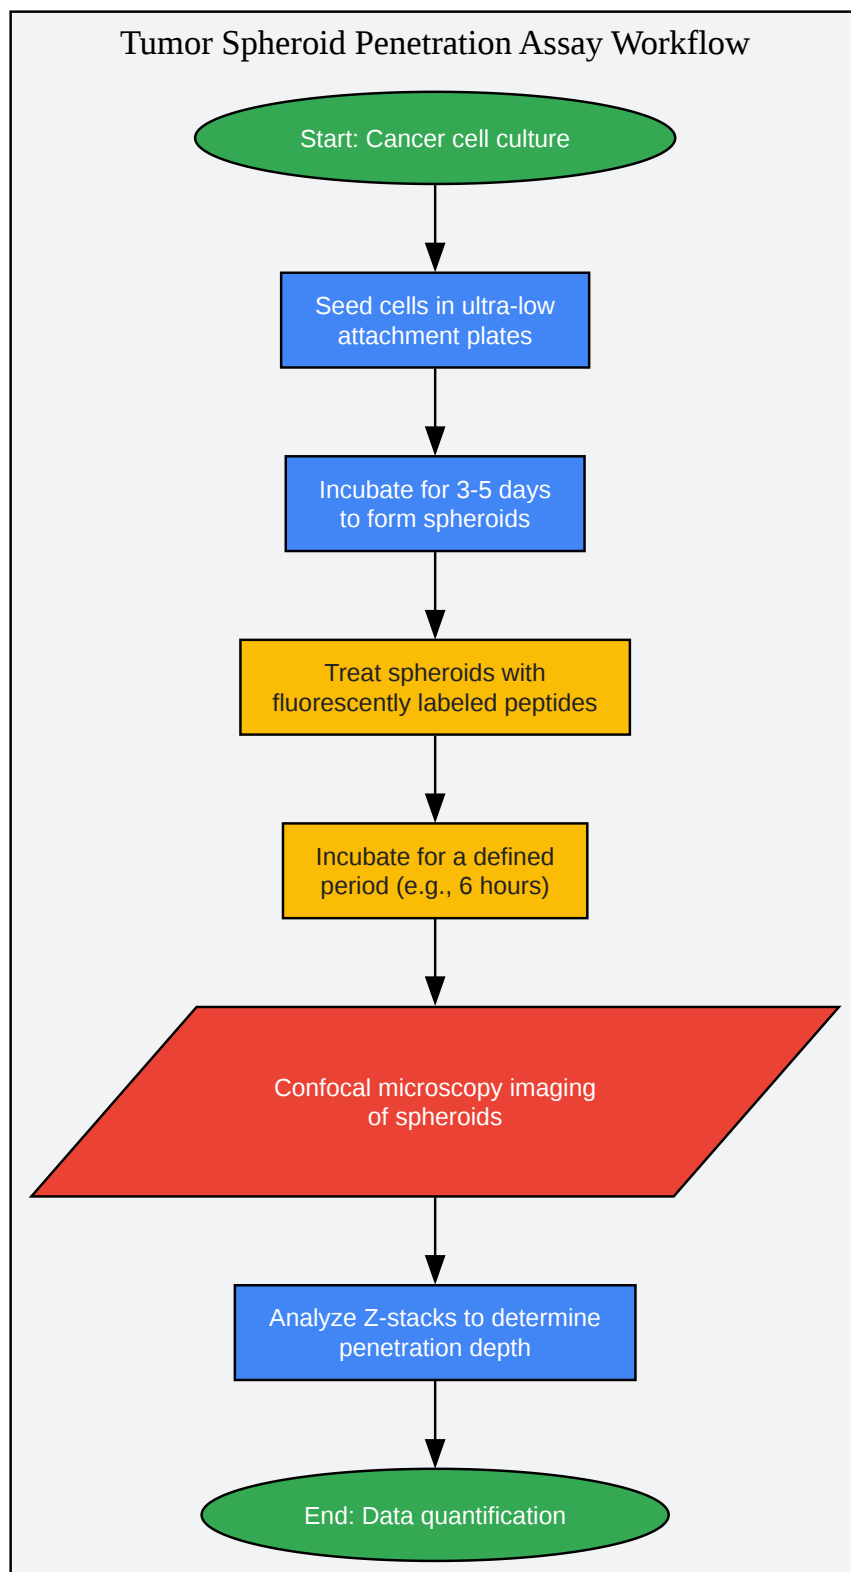 Tumor Spheroid Penetration Assay Workflow
Start: Cancer cell culture
Seed cells in ultra-low
attachment plates
Incubate for 3-5 days
to form spheroids
Treat spheroids with
fluorescently labeled peptides
Incubate for a defined
period (e.g., 6 hours)
Confocal microscopy imaging
of spheroids
Analyze Z-stacks to determine
penetration depth
End: Data quantification